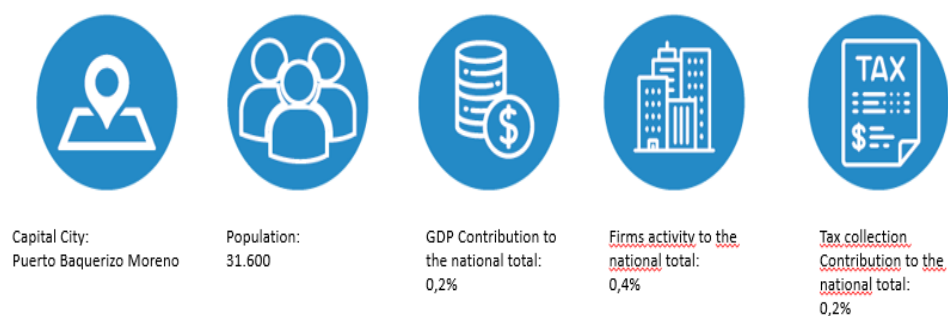 TAX
$
$
Capital City:
Puerto Baquerizo Moreno
Population:
31.600
GDP Contribution to
the national total:
0,2%
Firms activity to the
national total:
0,4%
Tax collection
Contribution to the
national total:
0,2%